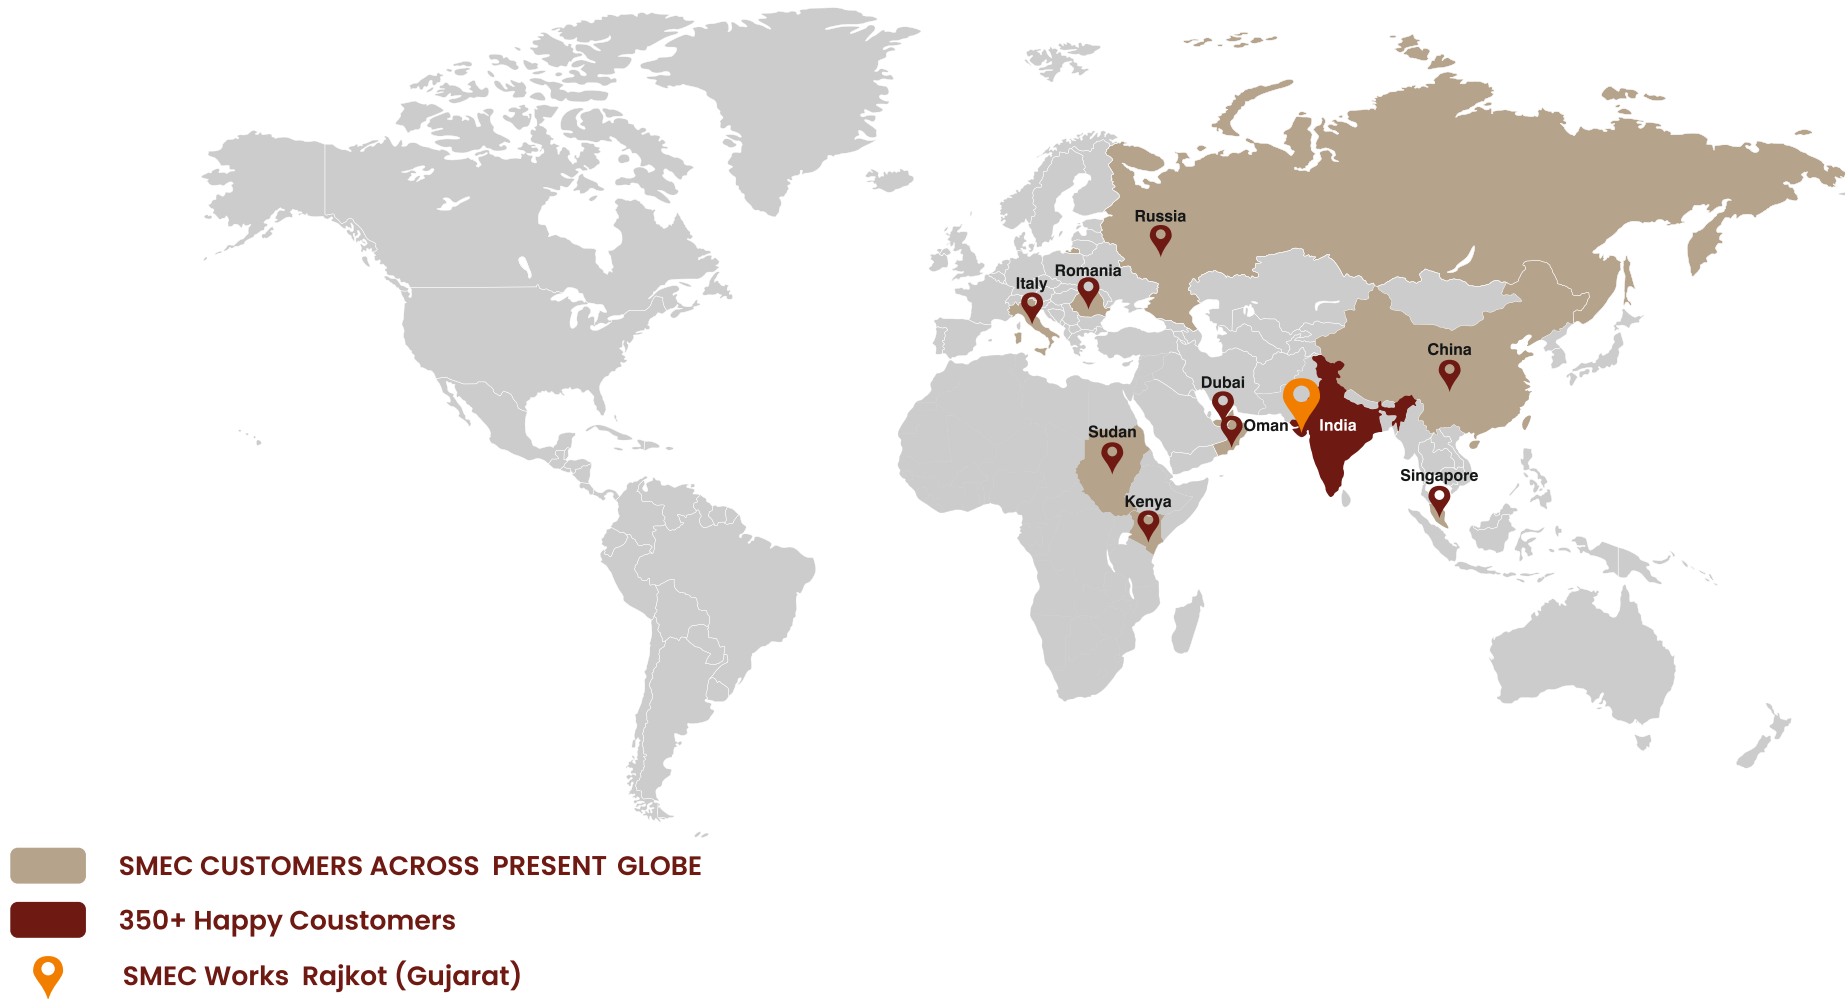 Russia
Romania
Italy
China
Dubai
Oman
India
Sudan
Singapore
Kenya
SMEC CUSTOMERS ACROSS PRESENT GLOBE
350+ Happy Coustomers
SMEC Works Rajkot (Gujarat)